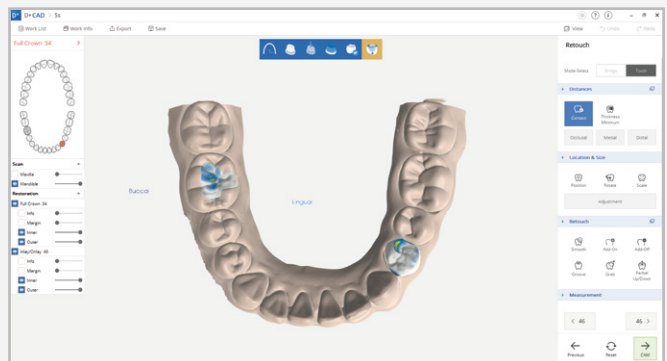 D+ CAD > Ss
Work List
Work Info
Export
Save
View
Undo
Redo
Full Crown 34 >
Scan
Maxilla
Mandible
Restoration
Full Crown 34
Info
Margin
Inner
Outer
Inlay/Onlay 46
Info
Margin
Inner
Outer
Buccal
Lingual
Retouch
Mode Select
Bridge
Tooth
Distances
Contact
Thickness Minimum
Occlusal
Mesial
Distal
Location & Size
Position
Rotate
Scale
Adjustment
Retouch
Smooth
Add-On
Add-Off
Groove
Grab
Partial Up/Down
Measurement
< 46
46 >
Previous
Reset
CAM